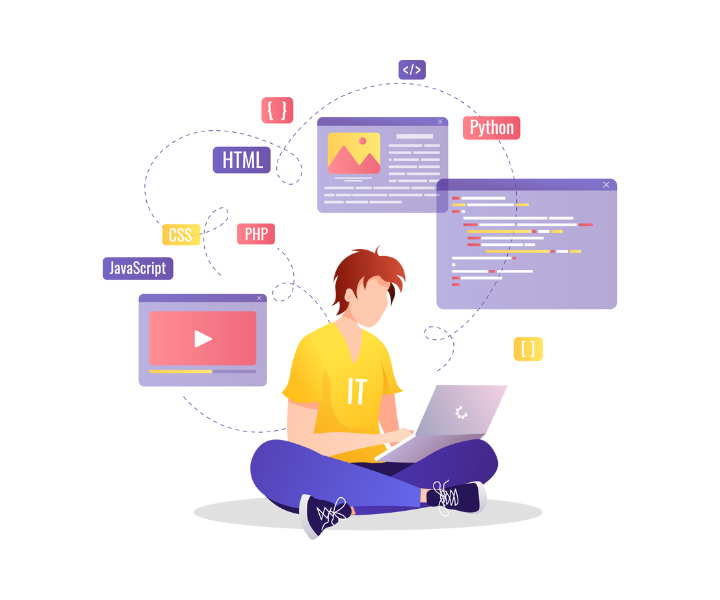 </>
{ }
Python
HTML
CSS
PHP
JavaScript
[ ]
IT